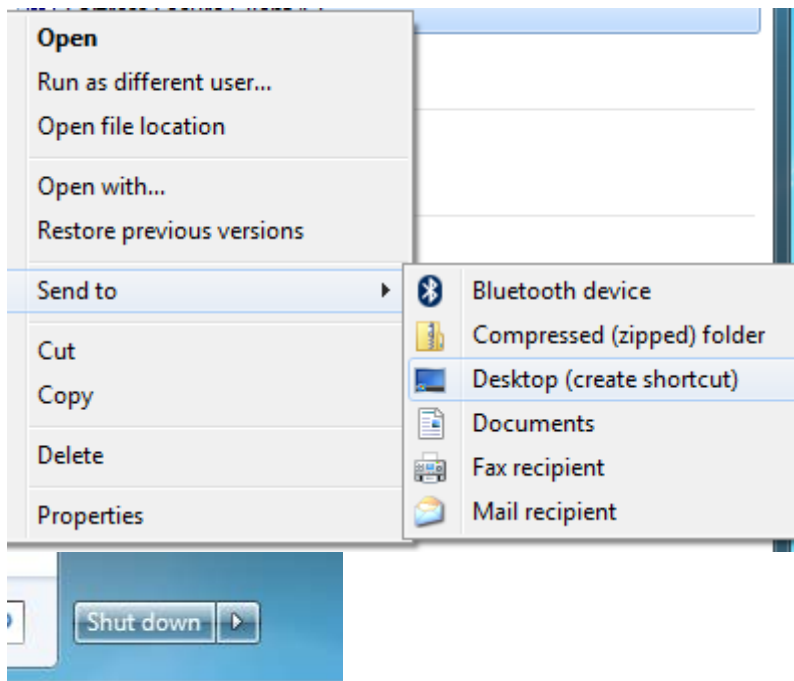 Open
Run as different user...
Open file location
Open with...
Restore previous versions
Send to
Bluetooth device
Compressed (zipped) folder
Desktop (create shortcut)
Documents
Fax recipient
Mail recipient
Cut
Copy
Delete
Properties
Shut down